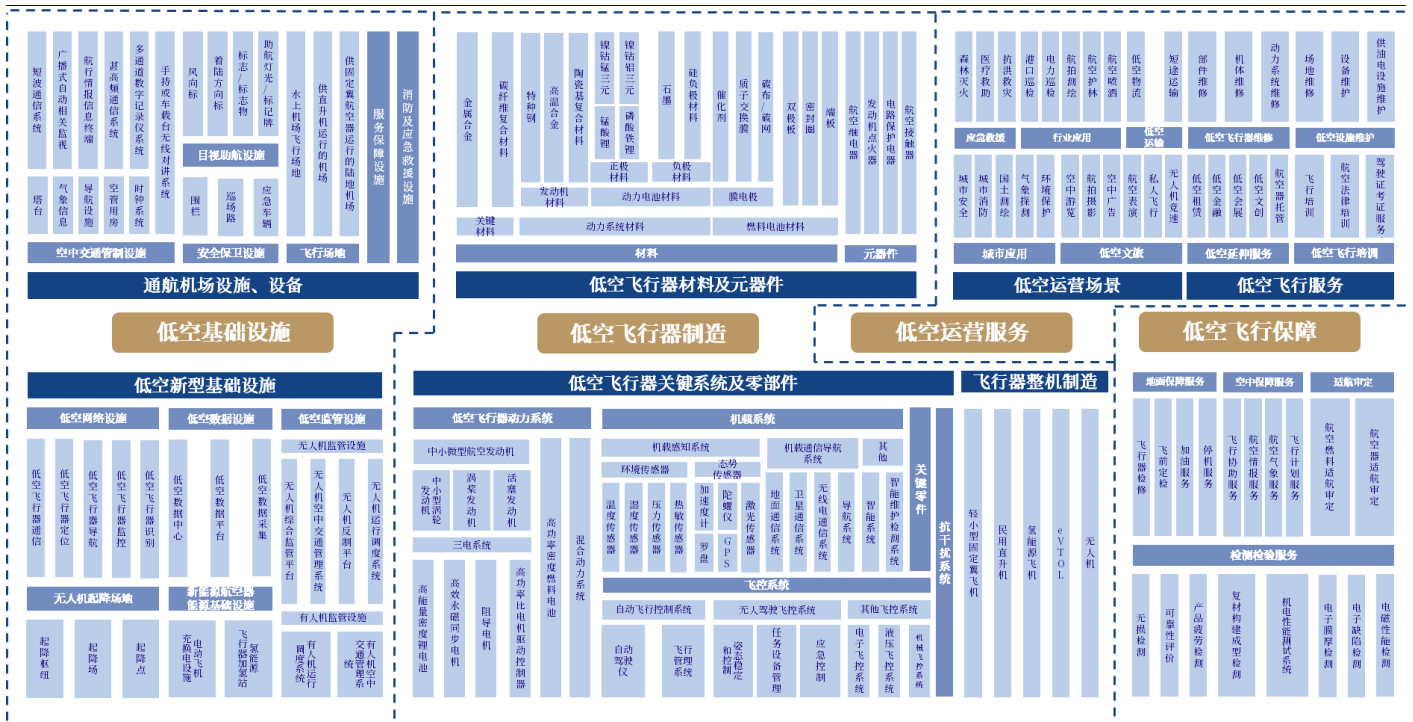 短波通信系统
广播式自动相关监视
航行情报信息终端
甚高频通信系统
多通道数字记录仪系统
手持或车载台无线对讲系统
风向标
着陆方向标
标志/标志物
助航灯光/标记牌
目视助航设施
水上机场飞行场地
供直升机运行的机场
供固定翼航空器运行的陆地机场
服务保障设施
消防及应急救援设施
塔台
气象信息
导航设施
空管用房
时钟系统
围栏
巡场路
应急车辆
空中交通管制设施
安全保卫设施
飞行场地
通航机场设施、设备
金属合金
碳纤维复合材料
特种钢
高温合金
陶瓷基复合材料
镍钴锰三元
镍钴铝三元
锰酸锂
磷酸铁锂
石墨
硅负极材料
催化剂
质子交换膜
碳布/碳网
双极板
密封圈
端板
航空继电器
发动机点火器
电路保护电器
航空接触器
正极材料
负极材料
发动机材料
动力电池材料
膜电极
关键材料
动力系统材料
燃料电池材料
材料
元器件
低空飞行器材料及元器件
森林灭火
医疗救助
抗洪救灾
港口巡检
电力巡检
航拍测绘
航空护林
航空喷洒
低空物流
短途运输
部件维修
机体维修
动力系统维修
场地维修
设备维护
供油电设施维护
应急救援
行业应用
低空运输
低空飞行器维修
低空设施维护
城市安全
城市消防
国土测绘
气象探测
环境保护
空中游览
航拍摄影
空中广告
航空表演
私人飞行
无人机竞速
低空租赁
低空金融
低空会展
低空文创
航空器托管
飞行培训
航空法律培训
驾驶证考证服务
城市应用
低空文旅
低空延伸服务
低空飞行培训
低空运营场景
低空飞行服务
低空基础设施
低空飞行器制造
低空运营服务
低空飞行保障
低空新型基础设施
低空网络设施
低空数据设施
低空监管设施
低空飞行器通信
低空飞行器定位
低空飞行器导航
低空飞行器监控
低空飞行器识别
低空数据中心
低空数据平台
低空数据采集
无人机监管设施
无人机综合监管平台
无人机空中交通管理系统
无人机反制平台
无人机运行调度系统
无人机起降场地
新能源航空器
能源基础设施
有人机监管设施
起降枢纽
起降场
起降点
电动飞机充换电设施
氢能源飞行器加氢站
有人机运行调度系统
有人机空中交通管理系统
低空飞行器关键系统及零部件
飞行器整机制造
低空飞行器动力系统
中小微型航空发动机
中小型涡轮发动机
涡桨发动机
活塞发动机
三电系统
高能量密度锂电池
高效永磁同步电机
阻导电机
高功率比电机驱动控制器
高功率密度燃料电池
混合动力系统
机载系统
机载感知系统
机载通信导航系统
其他
环境传感器
态势传感器
温度传感器
湿度传感器
压力传感器
热敏传感器
加速度计
陀螺仪
罗盘
GPS
激光传感器
地面通信系统
卫星通信系统
无线电通信系统
导航系统
智能系统
智能维护检测系统
飞控系统
自动飞行控制系统
无人驾驶飞控系统
其他飞控系统
自动驾驶仪
飞行管理系统
姿态稳定和控制
任务设备管理
应急控制
电子飞控系统
液压飞控系统
机械飞控系统
关键零件
抗干扰系统
轻小型固定翼飞机
民用直升机
氢能源飞机
eVTOL
无人机
地面保障服务
空中保障服务
适航审定
飞行器检修
飞前定检
加油服务
停机服务
飞行协助服务
航空情报服务
航空气象服务
飞行计划服务
航空燃料适航审定
航空器适航审定
检测检验服务
无损检测
可靠性评价
产品疲劳检测
复材构建成型检测
机电性能测试系统
电子膜厚检测
电子缺陷检测
电磁性能检测